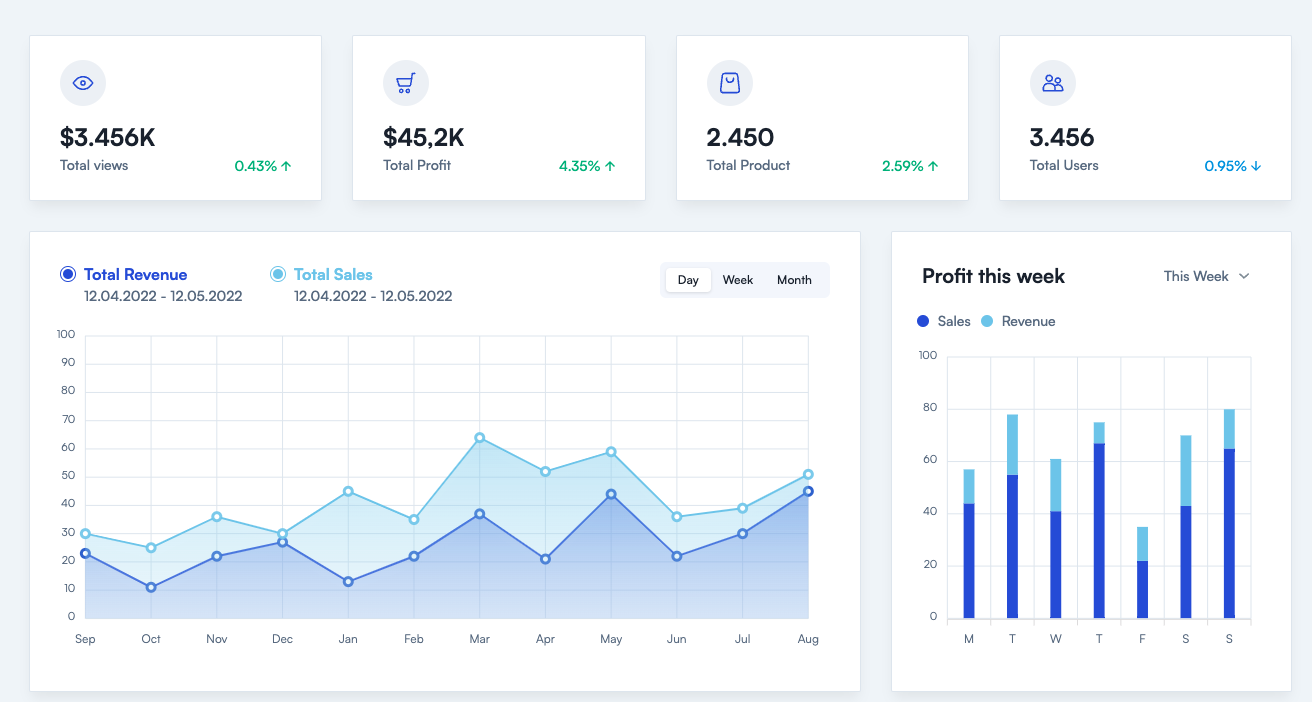 $3.456K
Total views
0.43%
$45,2K
Total Profit
4.35%
2.450
Total Product
2.59%
3.456
Total Users
0.95%
Total Revenue
12.04.2022 - 12.05.2022
Total Sales
12.04.2022 - 12.05.2022
Day Week Month
100
90
80
70
60
50
40
30
20
10
0
Sep Oct Nov Dec Jan Feb Mar Apr May Jun Jul Aug
Profit this week
This Week
Sales Revenue
100
80
60
40
20
0
M T W T F S S